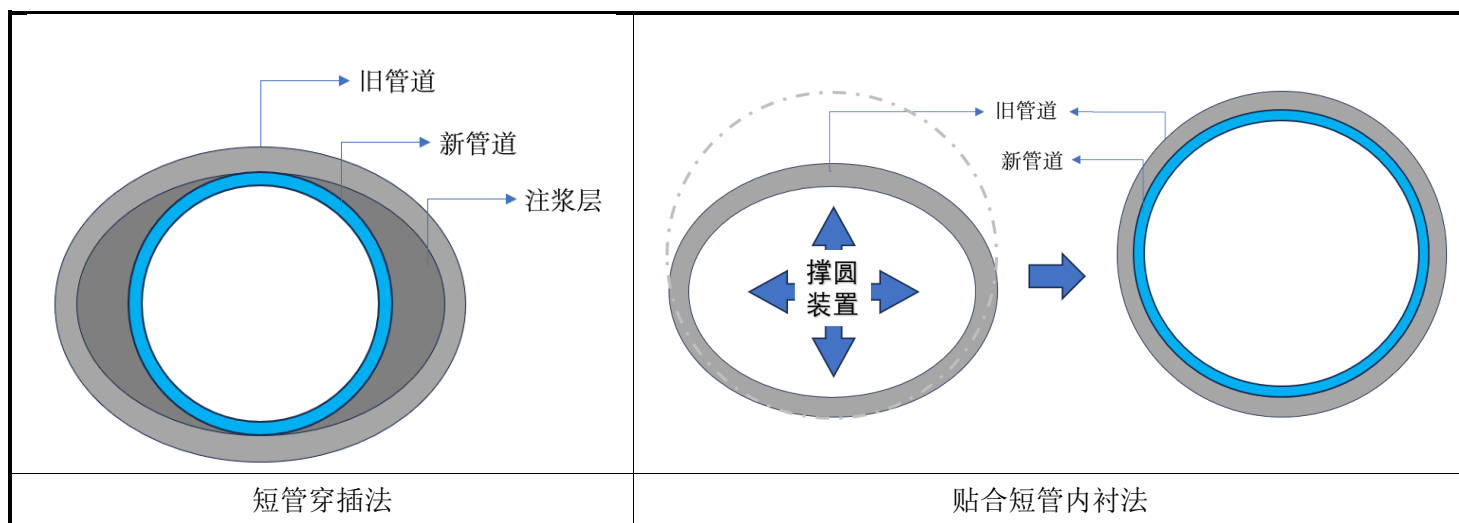 旧管道
新管道
注浆层
旧管道
新管道
撑圆
装置
短管穿插法
贴合短管内衬法